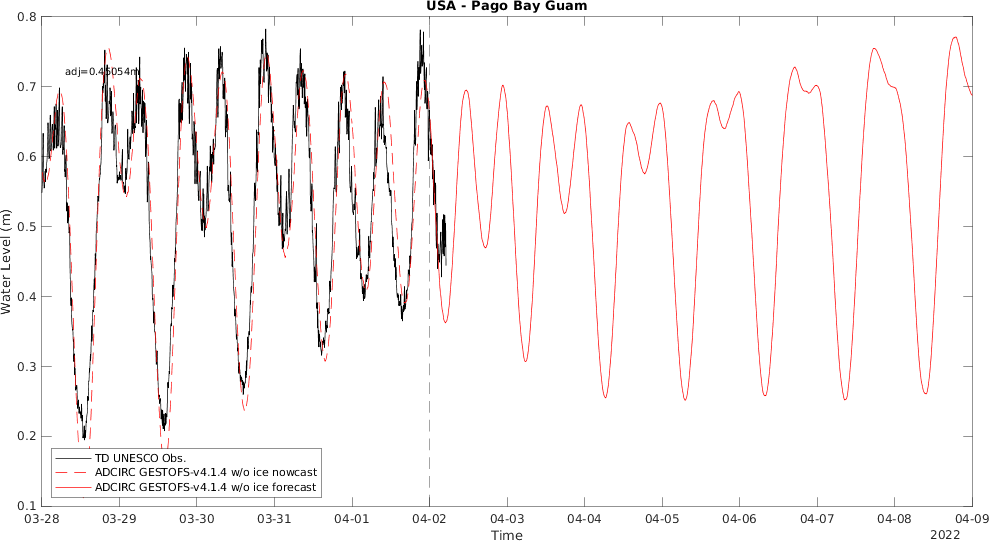 USA - Pago Bay Guam
0.8
0.7
0.6
0.5
0.4
0.3
0.2
0.1
Water Level (m)
adj=0.45054m
TD UNESCO Obs.
ADCIRC GESTOFS-v4.1.4 w/o ice nowcast
ADCIRC GESTOFS-v4.1.4 w/o ice forecast
03-28 03-29 03-30 03-31 04-01 04-02 04-03 04-04 04-05 04-06 04-07 04-08 04-09
Time
2022